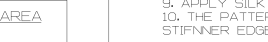 AREA
9. APPLY SILK
10. THE PATTER
STIFNNER EDGE